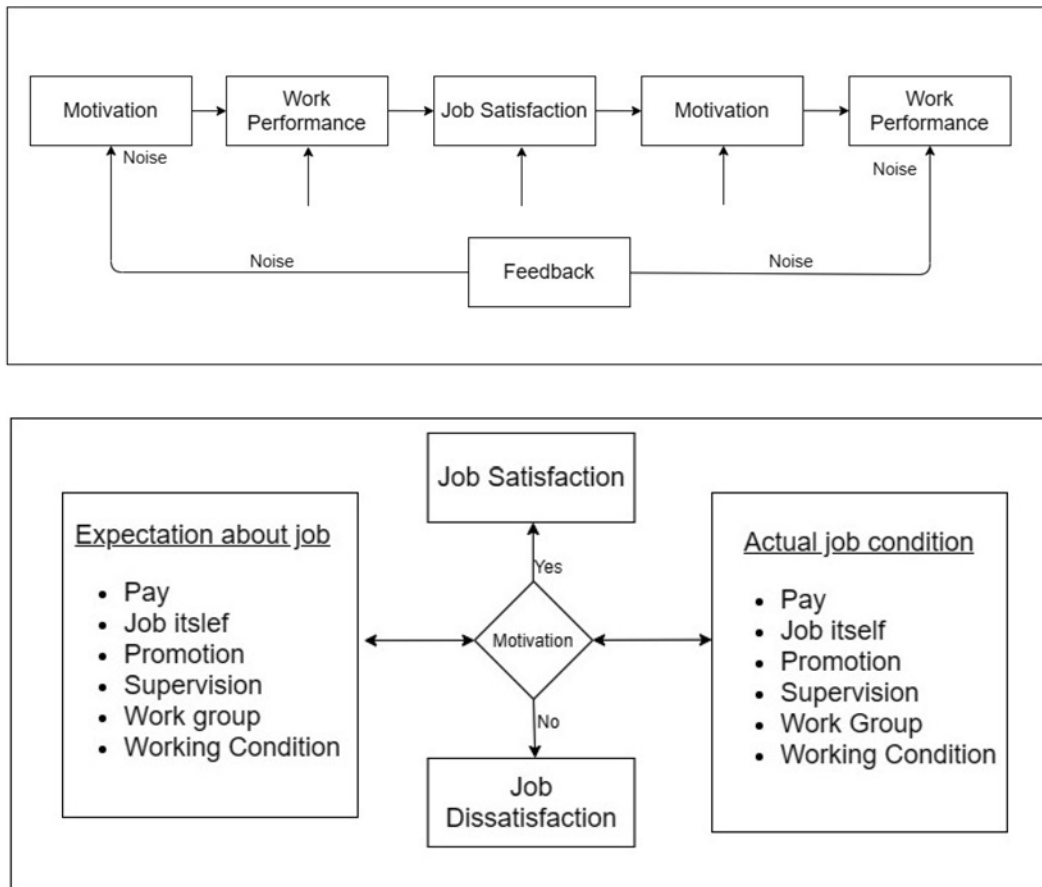 Motivation
Work
Performance
Job Satisfaction
Motivation
Work
Performance
Noise
Noise
Noise
Feedback
Noise
Job Satisfaction
Expectation about job
• Pay
• Job itslef
• Promotion
• Supervision
• Work group
• Working Condition
Yes
Motivation
No
Actual job condition
• Pay
• Job itself
• Promotion
• Supervision
• Work Group
• Working Condition
Job
Dissatisfaction